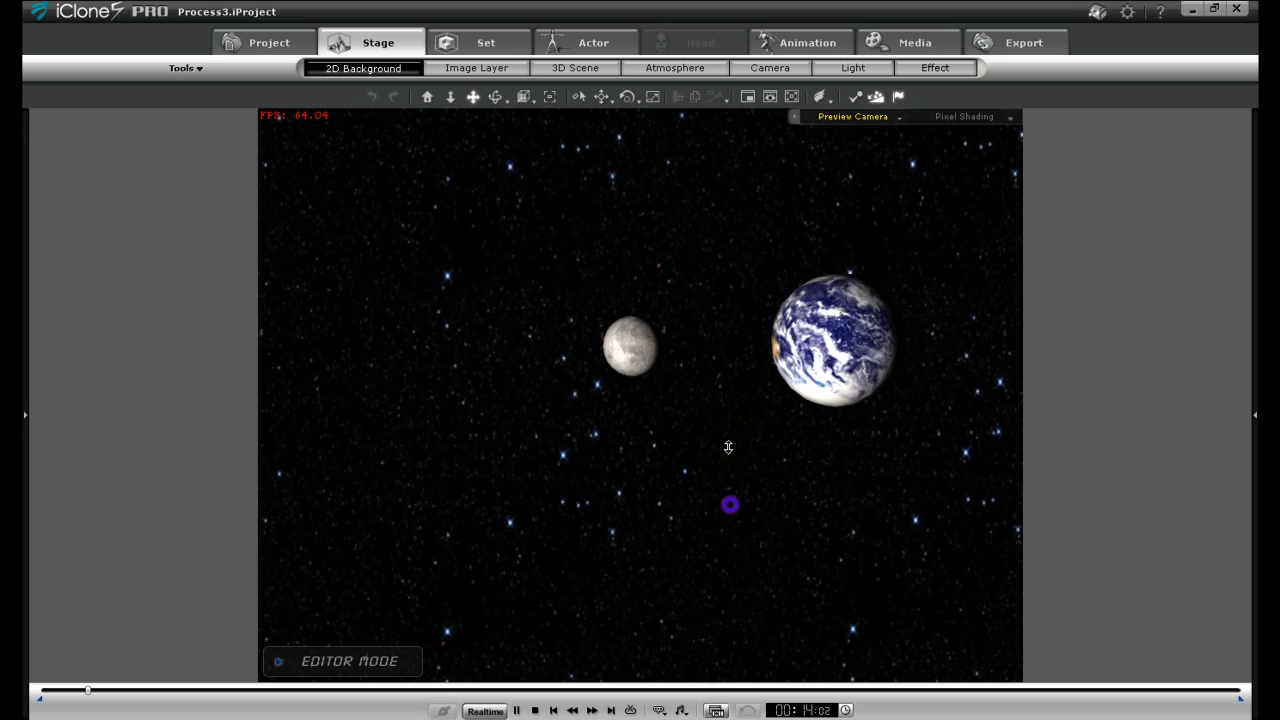 iClone5 PRO Process3.iProject ?
Project Stage Set Actor Head Animation Media Export
Tools 2D Background Image Layer 3D Scene Atmosphere Camera Light Effect
FPS: 64.04 Preview Camera Pixel Shading
EDITOR MODE
Realtime 00: 14:02